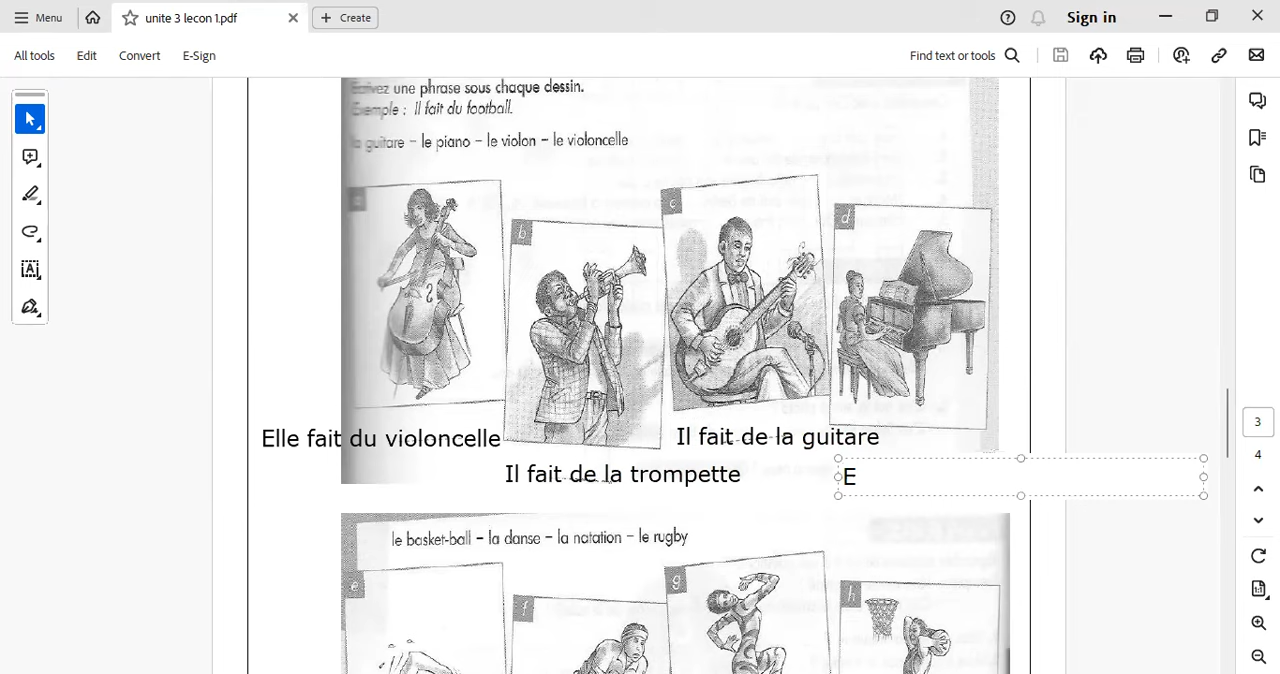 Menu
unite 3 lecon 1.pdf
Create
Sign in
All tools
Edit
Convert
E-Sign
Find text or tools
Écrivez une phrase sous chaque dessin.
Exemple : Il fait du football.
la guitare – le piano – le violon – le violoncelle
a
b
c
d
Elle fait du violoncelle
Il fait de la guitare
Il fait de la trompette
E
le basket-ball – la danse – la natation – le rugby
e
f
g
h
3
4